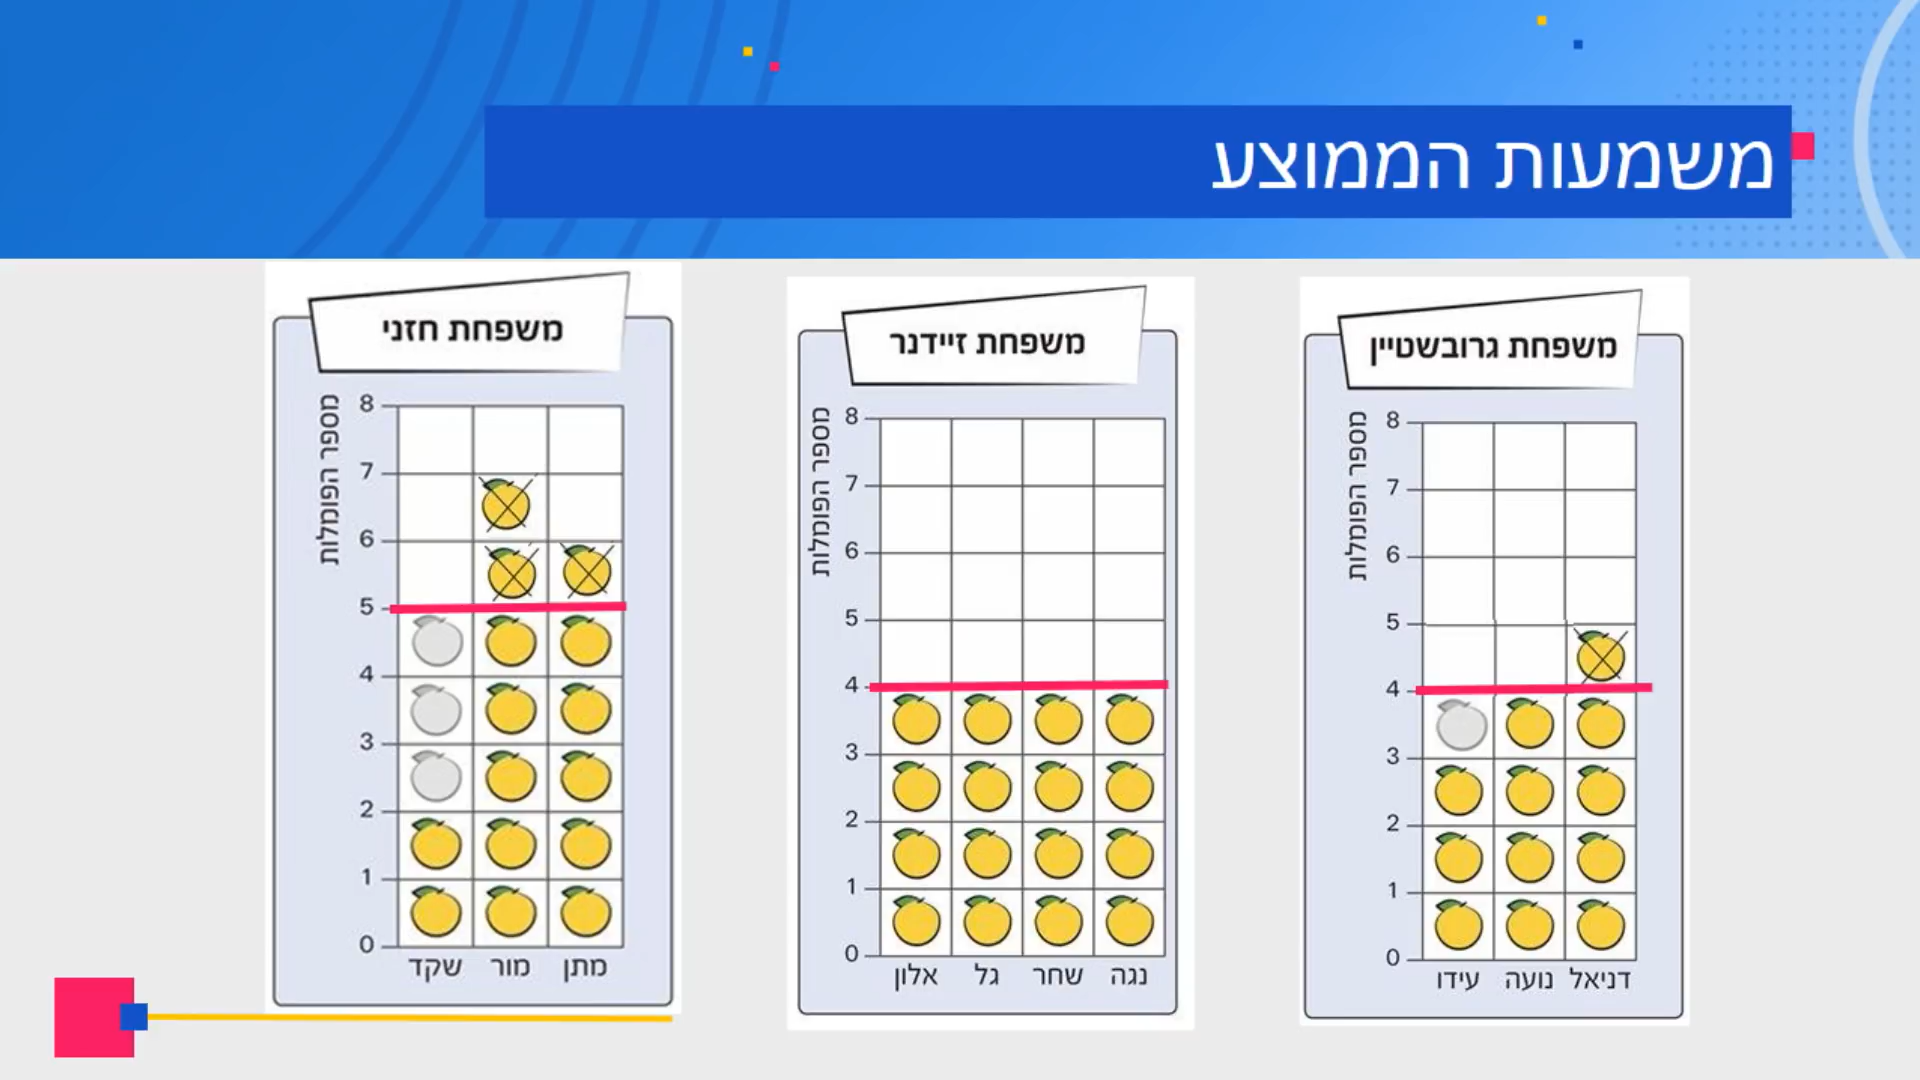 משמעות הממוצע
משפחת גרובשטיין
מספר הפומלות
8
7
6
5
4
3
2
1
0
דניאל נועה עידו
משפחת זיידנר
מספר הפומלות
8
7
6
5
4
3
2
1
0
נגה שחר גל אלון
משפחת חזני
מספר הפומלות
8
7
6
5
4
3
2
1
0
מתן מור שקד